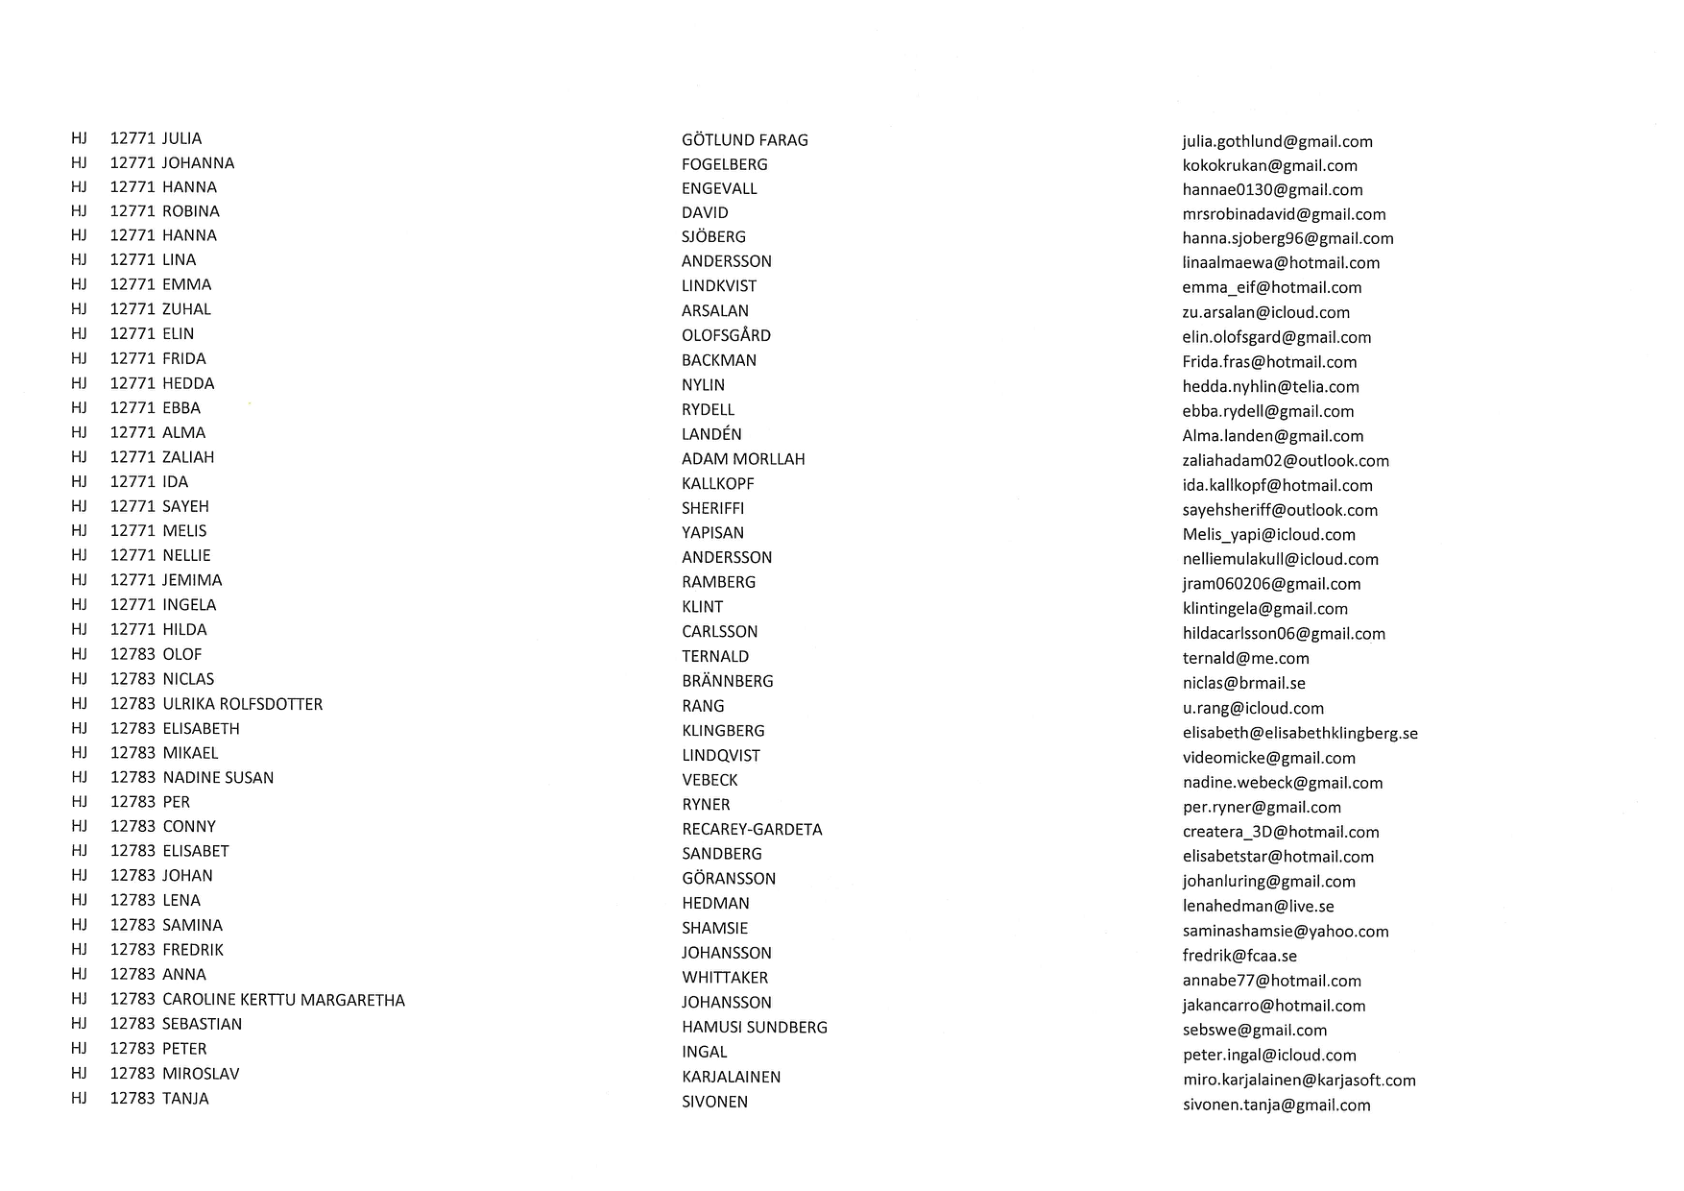 HJ 12771 JULIA GÖTLUND FARAG julia.gothlund@gmail.com
HJ 12771 JOHANNA FOGELBERG kokokrukan@gmail.com
HJ 12771 HANNA ENGEVALL hannae0130@gmail.com
HJ 12771 ROBINA DAVID mrsrobinadavid@gmail.com
HJ 12771 HANNA SJÖBERG hanna.sjoberg96@gmail.com
HJ 12771 LINA ANDERSSON linaalmaewa@hotmail.com
HJ 12771 EMMA LINDKVIST emma_eif@hotmail.com
HJ 12771 ZUHAL ARSALAN zu.arsalan@icloud.com
HJ 12771 ELIN OLOFSGÅRD elin.olofsgard@gmail.com
HJ 12771 FRIDA BACKMAN Frida.fras@hotmail.com
HJ 12771 HEDDA NYLIN hedda.nyhlin@telia.com
HJ 12771 EBBA RYDELL ebba.rydell@gmail.com
HJ 12771 ALMA LANDÉN Alma.landen@gmail.com
HJ 12771 ZALIAH ADAM MORLLAH zaliahadam02@outlook.com
HJ 12771 IDA KALLKOPF ida.kallkopf@hotmail.com
HJ 12771 SAYEH SHERIFFI sayehsheriff@outlook.com
HJ 12771 MELIS YAPISAN Melis_yapi@icloud.com
HJ 12771 NELLIE ANDERSSON nelliemulakull@icloud.com
HJ 12771 JEMIMA RAMBERG jram060206@gmail.com
HJ 12771 INGELA KLINT klintingela@gmail.com
HJ 12771 HILDA CARLSSON hildacarlsson06@gmail.com
HJ 12783 OLOF TERNALD ternald@me.com
HJ 12783 NICLAS BRÄNNBERG niclas@brmail.se
HJ 12783 ULRIKA ROLFSDOTTER RANG u.rang@icloud.com
HJ 12783 ELISABETH KLINGBERG elisabeth@elisabethklingberg.se
HJ 12783 MIKAEL LINDQVIST videomicke@gmail.com
HJ 12783 NADINE SUSAN VEBECK nadine.webeck@gmail.com
HJ 12783 PER RYNER per.ryner@gmail.com
HJ 12783 CONNY RECAREY-GARDETA createra_3D@hotmail.com
HJ 12783 ELISABET SANDBERG elisabetstar@hotmail.com
HJ 12783 JOHAN GÖRANSSON johanluring@gmail.com
HJ 12783 LENA HEDMAN lenahedman@live.se
HJ 12783 SAMINA SHAMSIE saminashamsie@yahoo.com
HJ 12783 FREDRIK JOHANSSON fredrik@fcaa.se
HJ 12783 ANNA WHITTAKER annabe77@hotmail.com
HJ 12783 CAROLINE KERTTU MARGARETHA JOHANSSON jakancarro@hotmail.com
HJ 12783 SEBASTIAN HAMUSI SUNDBERG sebswe@gmail.com
HJ 12783 PETER INGAL peter.ingal@icloud.com
HJ 12783 MIROSLAV KARJALAINEN miro.karjalainen@karjasoft.com
HJ 12783 TANJA SIVONEN sivonen.tanja@gmail.com